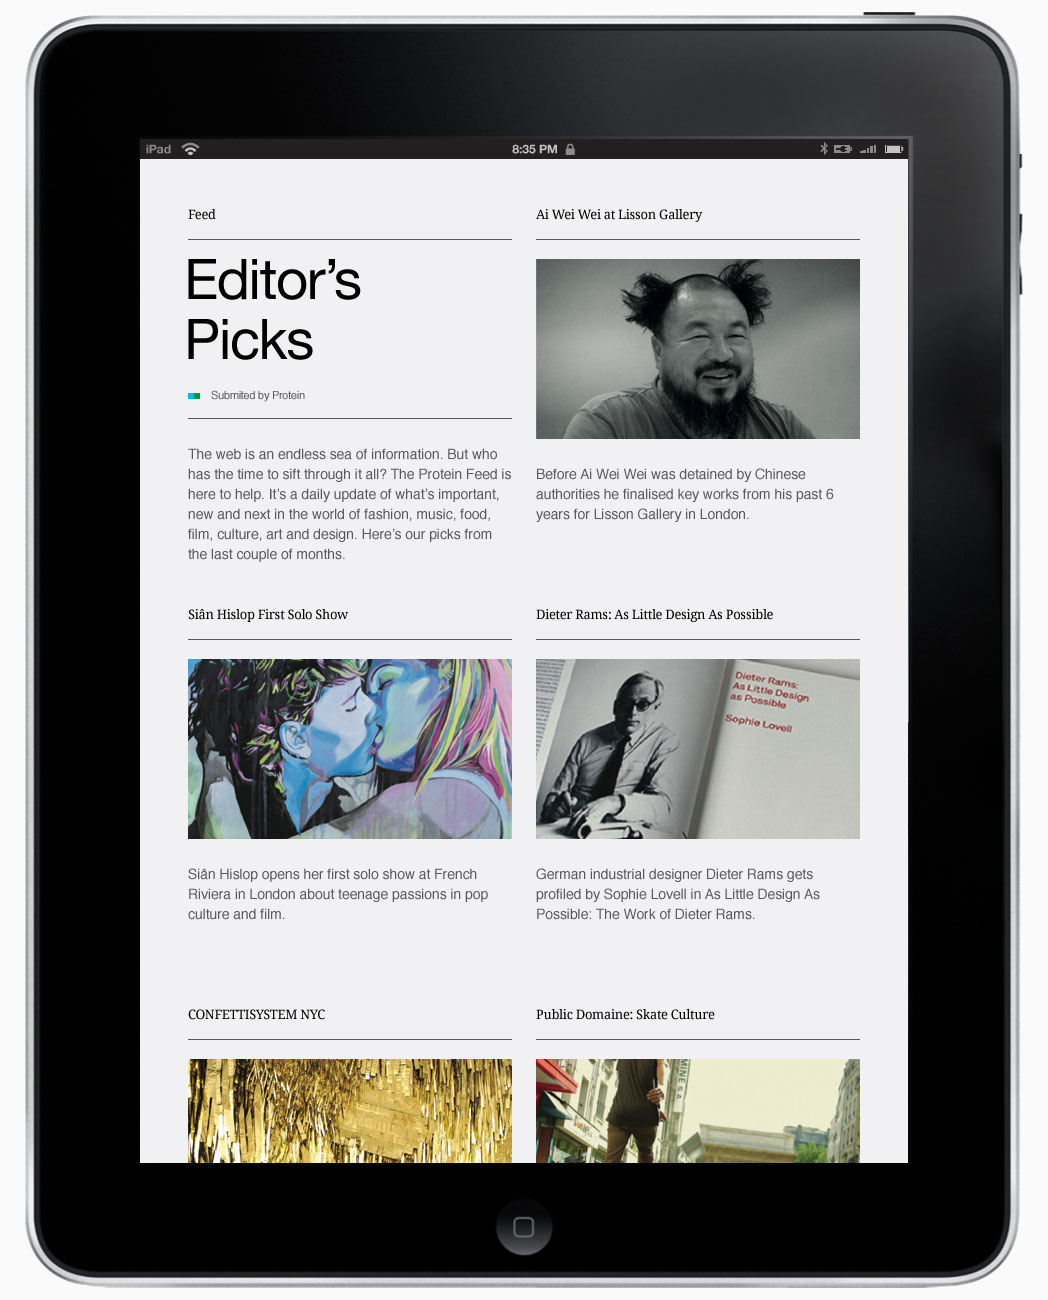 iPad
8:35 PM
Feed
Editor’s
Picks
Submited by Protein
The web is an endless sea of information. But who
has the time to sift through it all? The Protein Feed is
here to help. It’s a daily update of what’s important,
new and next in the world of fashion, music, food,
film, culture, art and design. Here’s our picks from
the last couple of months.
Ai Wei Wei at Lisson Gallery
Before Ai Wei Wei was detained by Chinese
authorities he finalised key works from his past 6
years for Lisson Gallery in London.
Siân Hislop First Solo Show
Siân Hislop opens her first solo show at French
Riviera in London about teenage passions in pop
culture and film.
Dieter Rams: As Little Design As Possible
Dieter Rams:
As Little Design
as Possible
Sophie Lovell
German industrial designer Dieter Rams gets
profiled by Sophie Lovell in As Little Design As
Possible: The Work of Dieter Rams.
CONFETTISYSTEM NYC
Public Domaine: Skate Culture